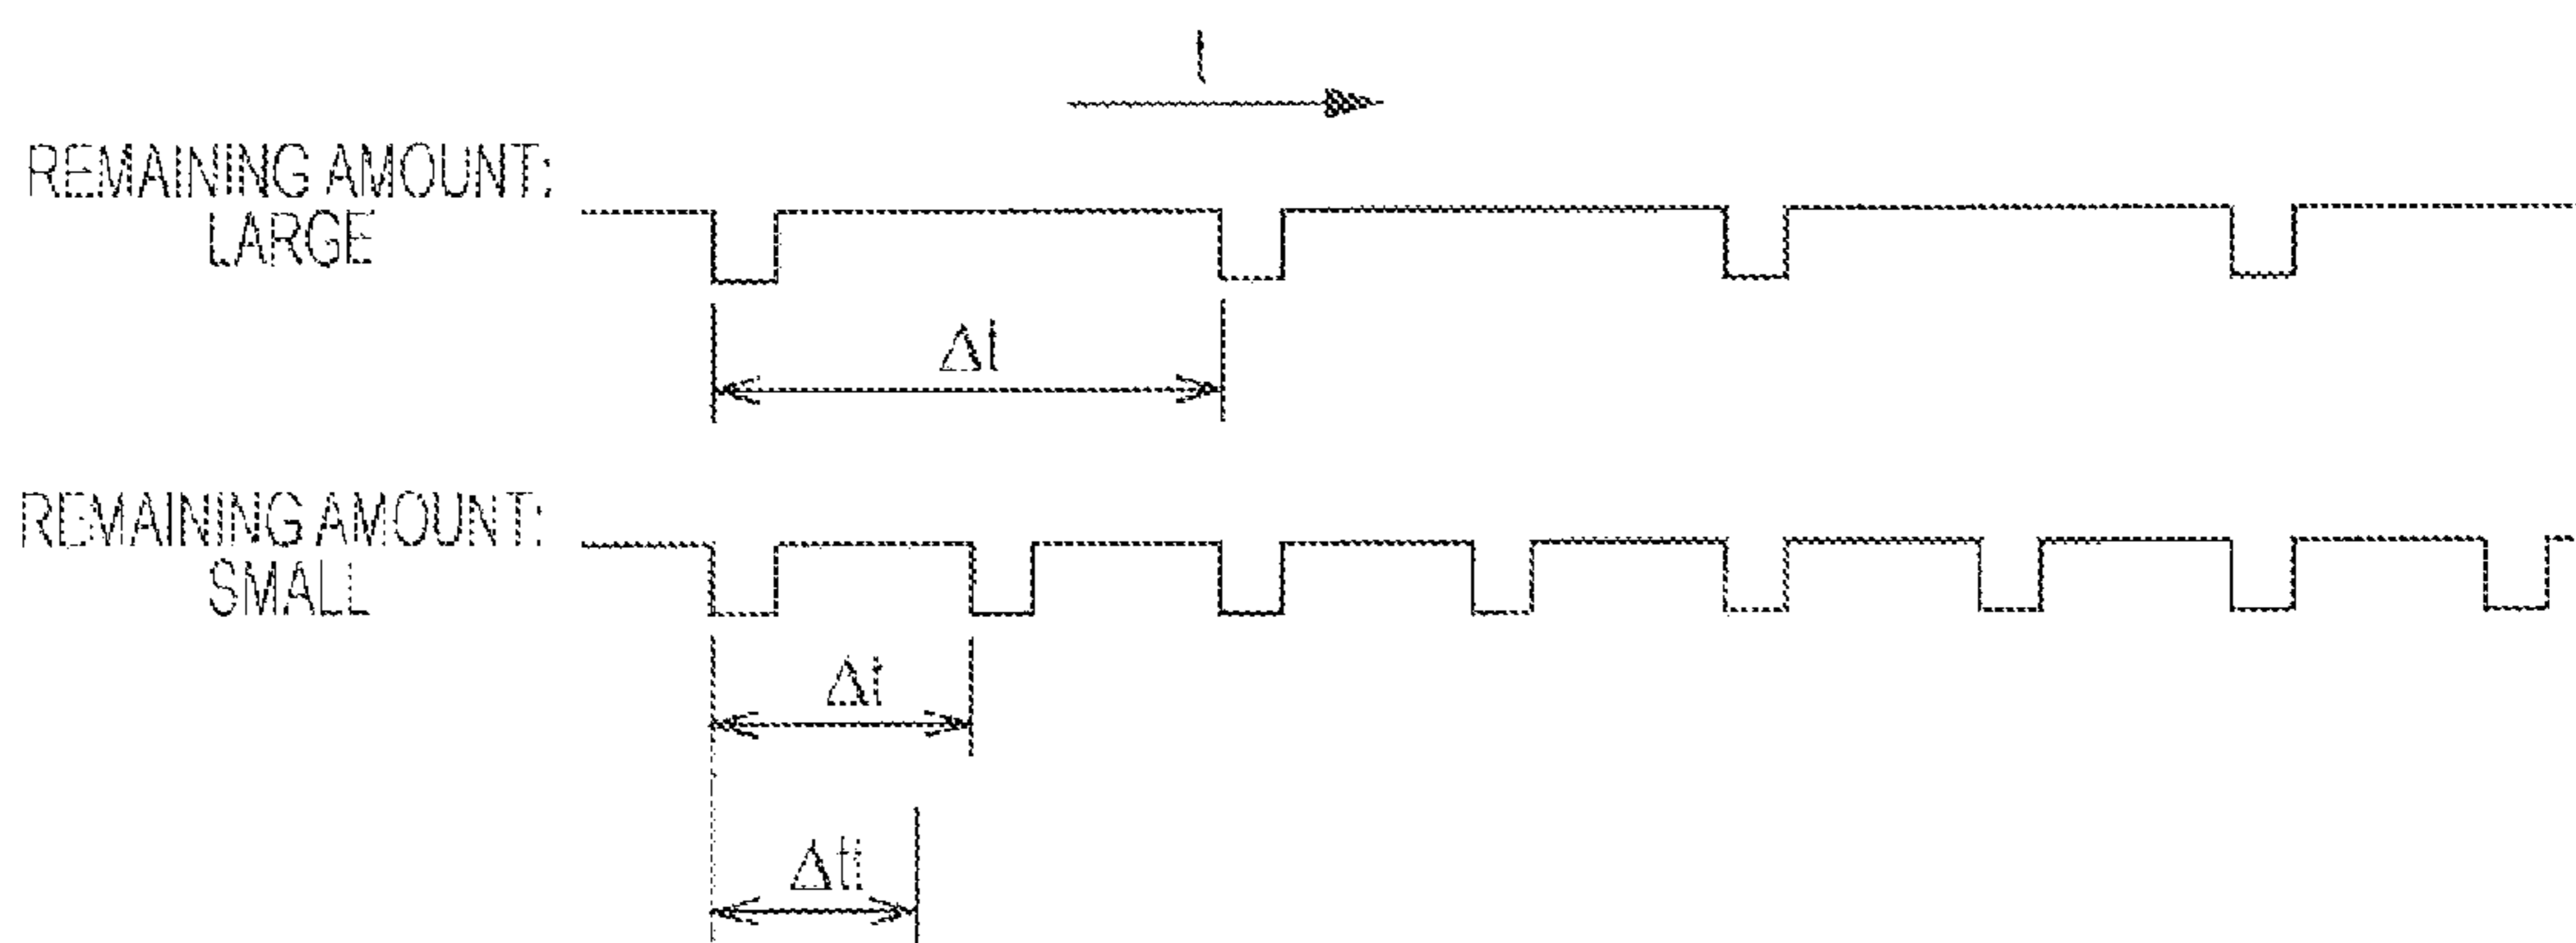 t
REMAINING AMOUNT:
LARGE
Δt
REMAINING AMOUNT:
SMALL
Δt
Δti